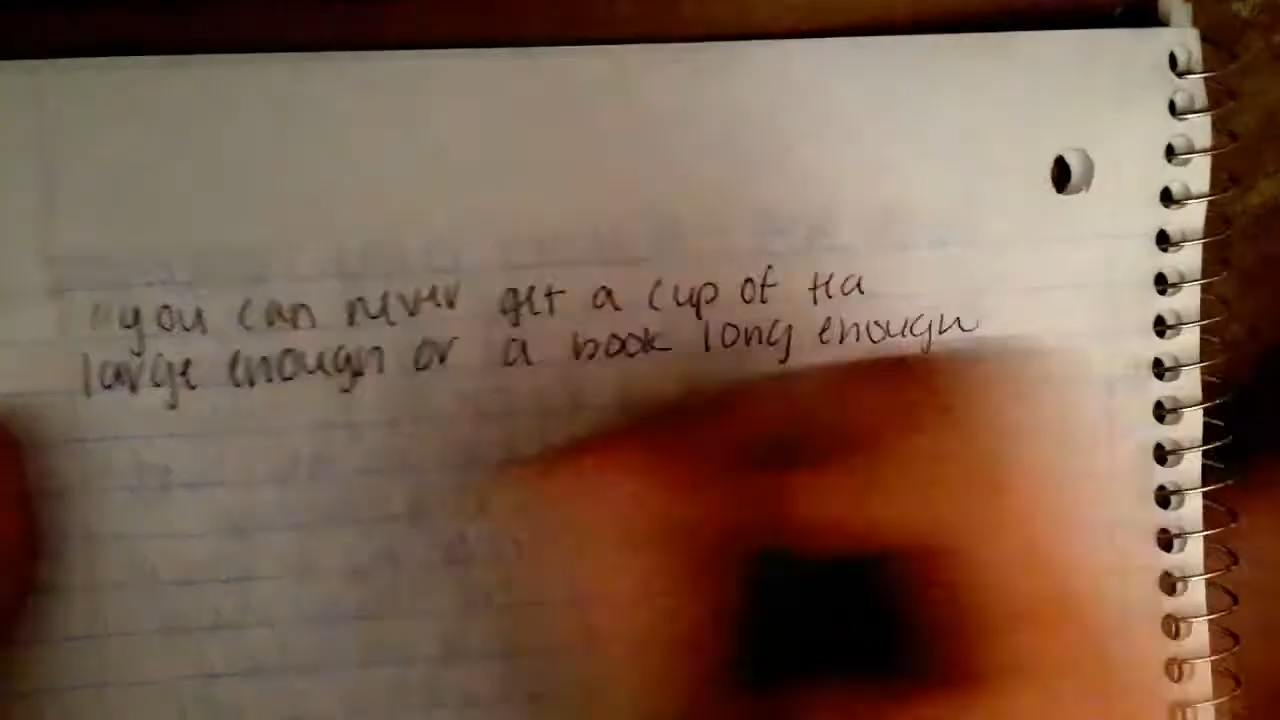 "you can never get a cup of tea
large enough or a book long enough